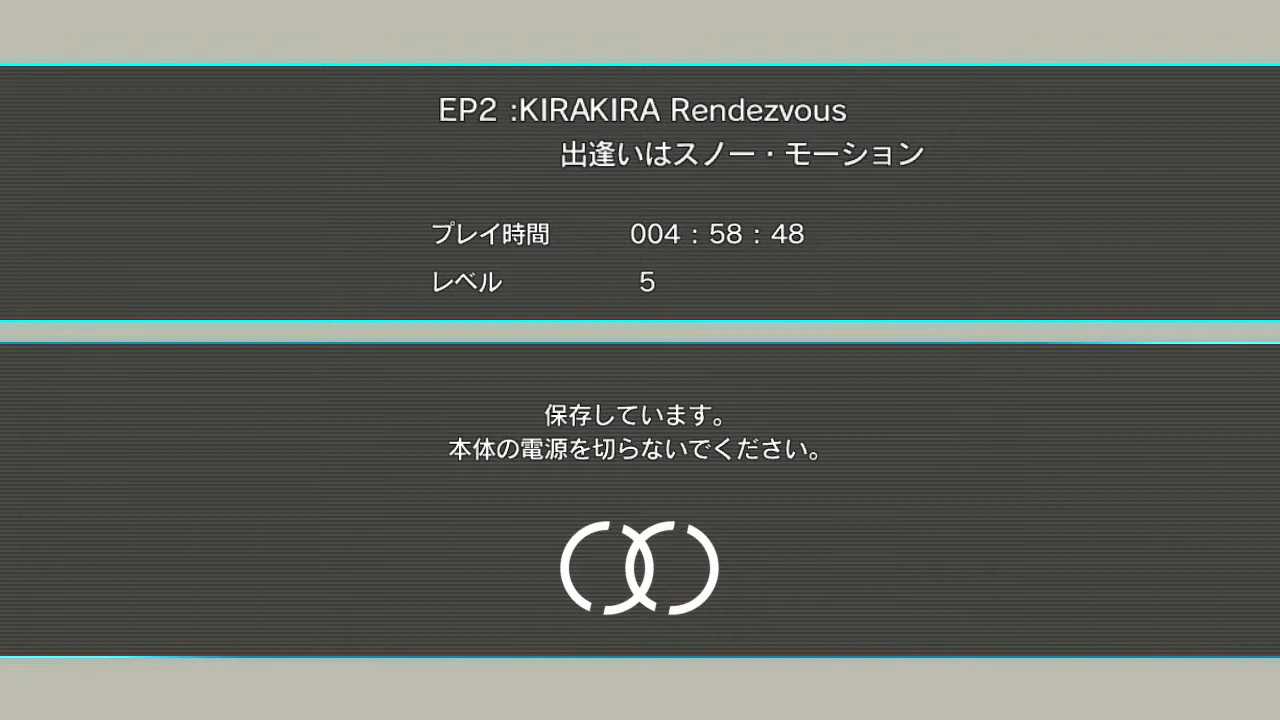 EP2 :KIRAKIRA Rendezvous
出逢いはスノー・モーション
プレイ時間 004 : 58 : 48
レベル 5
保存しています。
本体の電源を切らないでください。